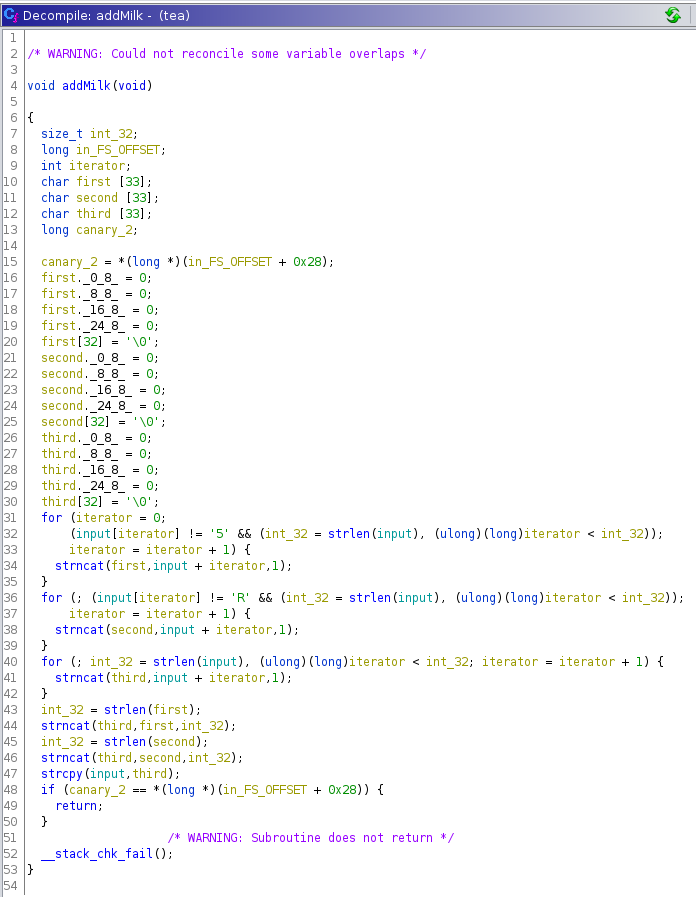 Decompile: addMilk - (tea)
1
2 /* WARNING: Could not reconcile some variable overlaps */
3
4 void addMilk(void)
5
6 {
7   size_t int_32;
8   long in_FS_OFFSET;
9   int iterator;
10   char first [33];
11   char second [33];
12   char third [33];
13   long canary_2;
14
15   canary_2 = *(long *)(in_FS_OFFSET + 0x28);
16   first._0_8_ = 0;
17   first._8_8_ = 0;
18   first._16_8_ = 0;
19   first._24_8_ = 0;
20   first[32] = '\0';
21   second._0_8_ = 0;
22   second._8_8_ = 0;
23   second._16_8_ = 0;
24   second._24_8_ = 0;
25   second[32] = '\0';
26   third._0_8_ = 0;
27   third._8_8_ = 0;
28   third._16_8_ = 0;
29   third._24_8_ = 0;
30   third[32] = '\0';
31   for (iterator = 0;
32       (input[iterator] != '5' && (int_32 = strlen(input), (ulong)(long)iterator < int_32));
33       iterator = iterator + 1) {
34     strncat(first,input + iterator,1);
35   }
36   for (; (input[iterator] != 'R' && (int_32 = strlen(input), (ulong)(long)iterator < int_32));
37       iterator = iterator + 1) {
38     strncat(second,input + iterator,1);
39   }
40   for (; int_32 = strlen(input), (ulong)(long)iterator < int_32; iterator = iterator + 1) {
41     strncat(third,input + iterator,1);
42   }
43   int_32 = strlen(first);
44   strncat(third,first,int_32);
45   int_32 = strlen(second);
46   strncat(third,second,int_32);
47   strcpy(input,third);
48   if (canary_2 == *(long *)(in_FS_OFFSET + 0x28)) {
49     return;
50   }
51                     /* WARNING: Subroutine does not return */
52   __stack_chk_fail();
53 }
54